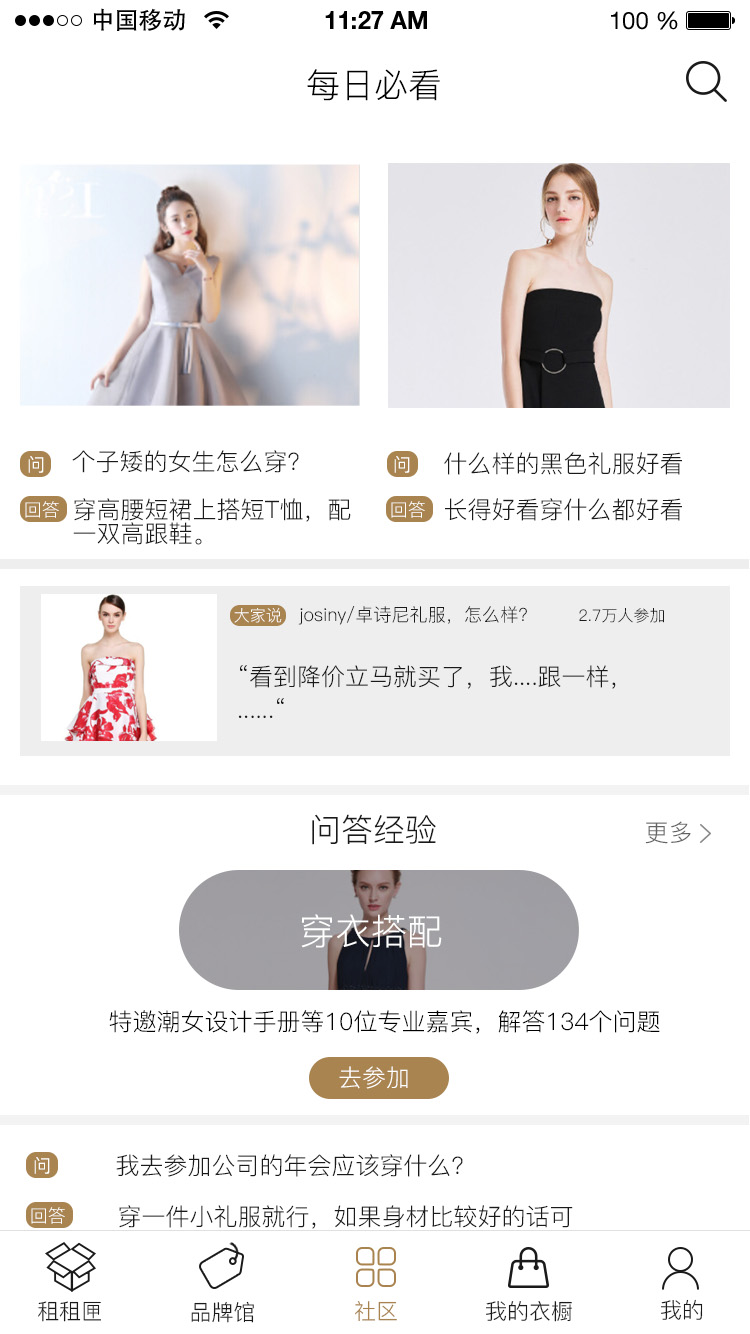 中国移动 11:27 AM 100 %
每日必看
问 个子矮的女生怎么穿?
回答 穿高腰短裙上搭短T恤，配
一双高跟鞋。
问 什么样的黑色礼服好看
回答 长得好看穿什么都好看
大家说 josiny/卓诗尼礼服，怎么样? 2.7万人参加
“看到降价立马就买了，我....跟一样，
......“
问答经验 更多
穿衣搭配
特邀潮女设计手册等10位专业嘉宾，解答134个问题
去参加
问 我去参加公司的年会应该穿什么?
回答 穿一件小礼服就行，如果身材比较好的话可
租租匣 品牌馆 社区 我的衣橱 我的